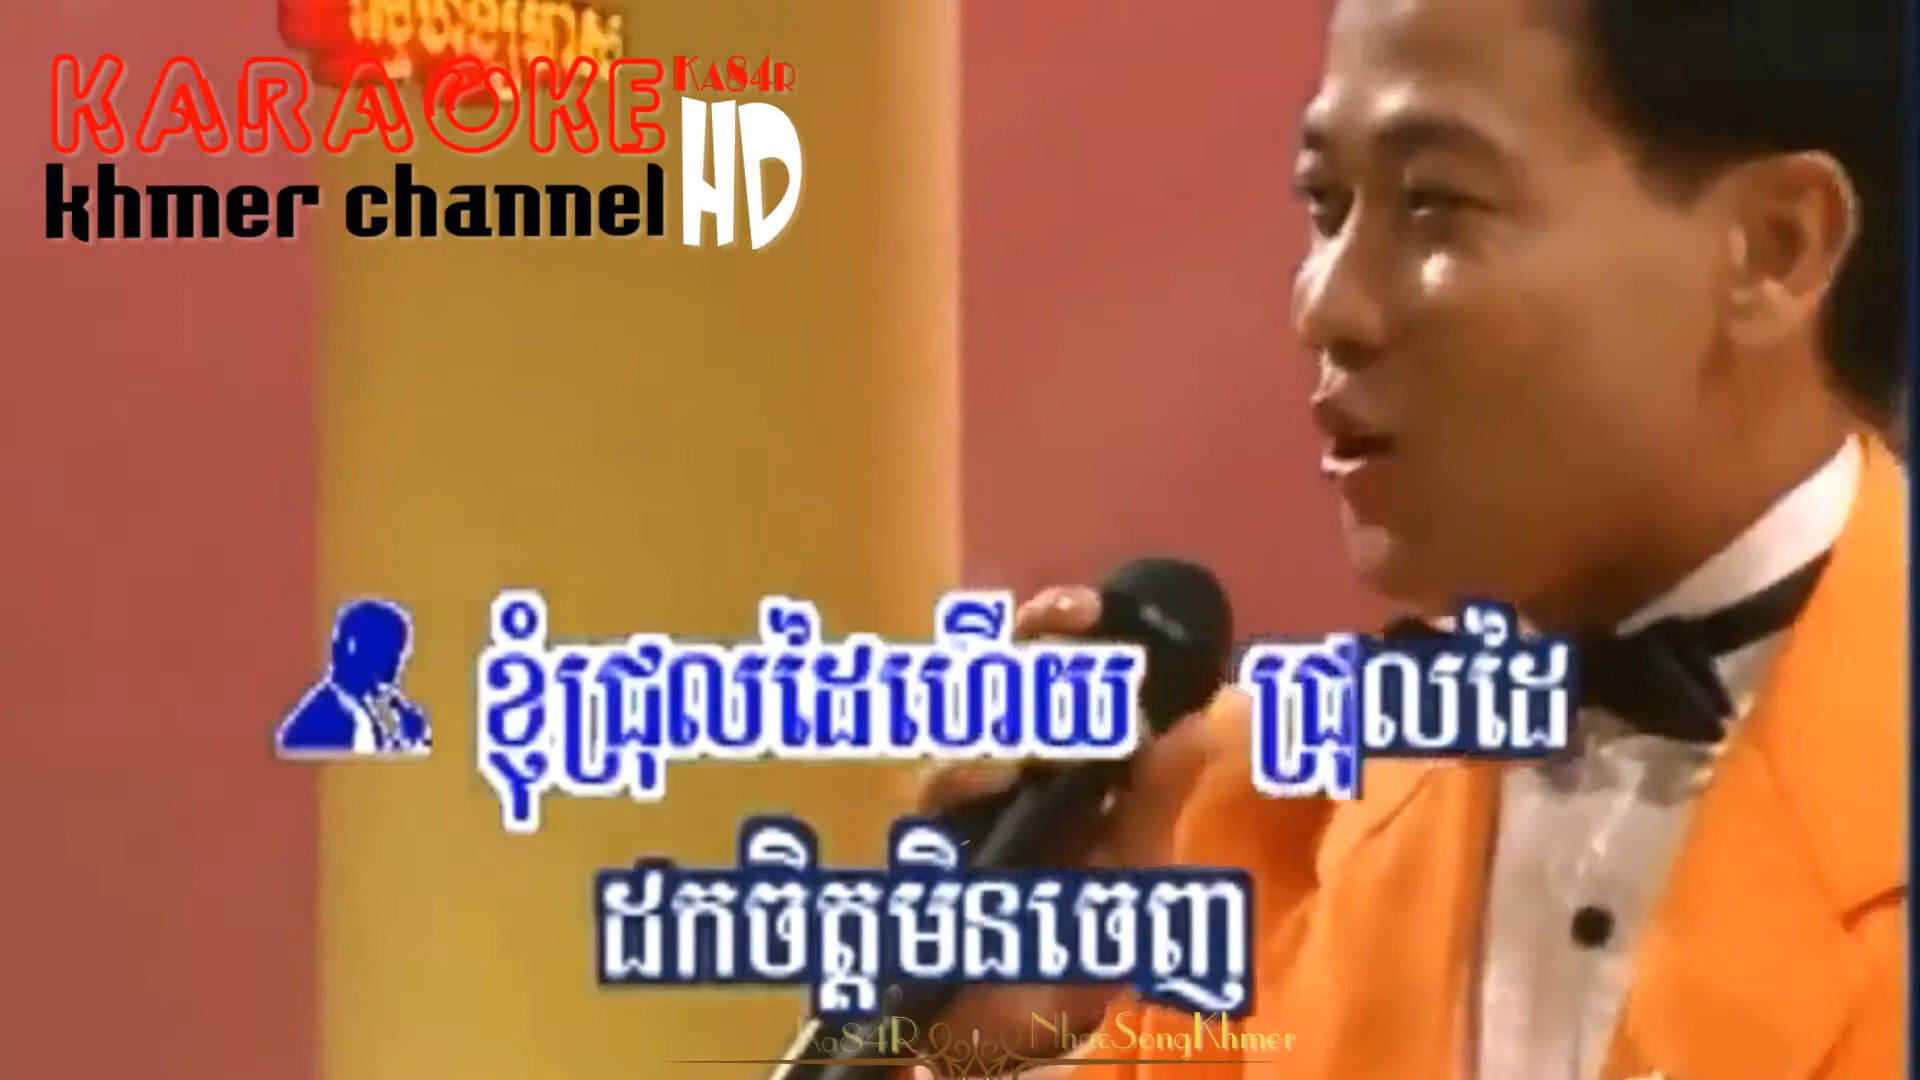 KARAOKE Ka84R
khmer channel HD
ខ្ញុំជ្រុលដៃហើយ ជ្រុលដៃ
ដកចិត្តមិនចេញ
Ka84R NhacSongKhmer